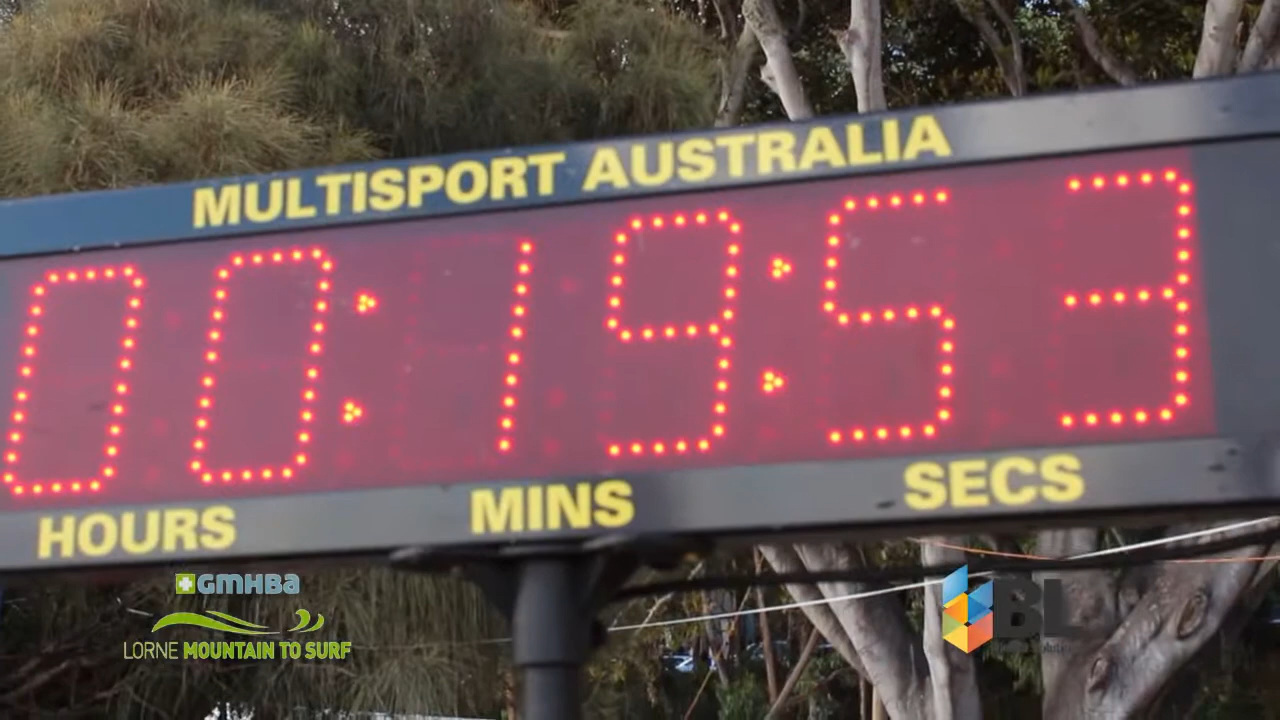 MULTISPORT AUSTRALIA
00:19:53
HOURS MINS SECS
GMHBA
LORNE MOUNTAIN TO SURF
BL